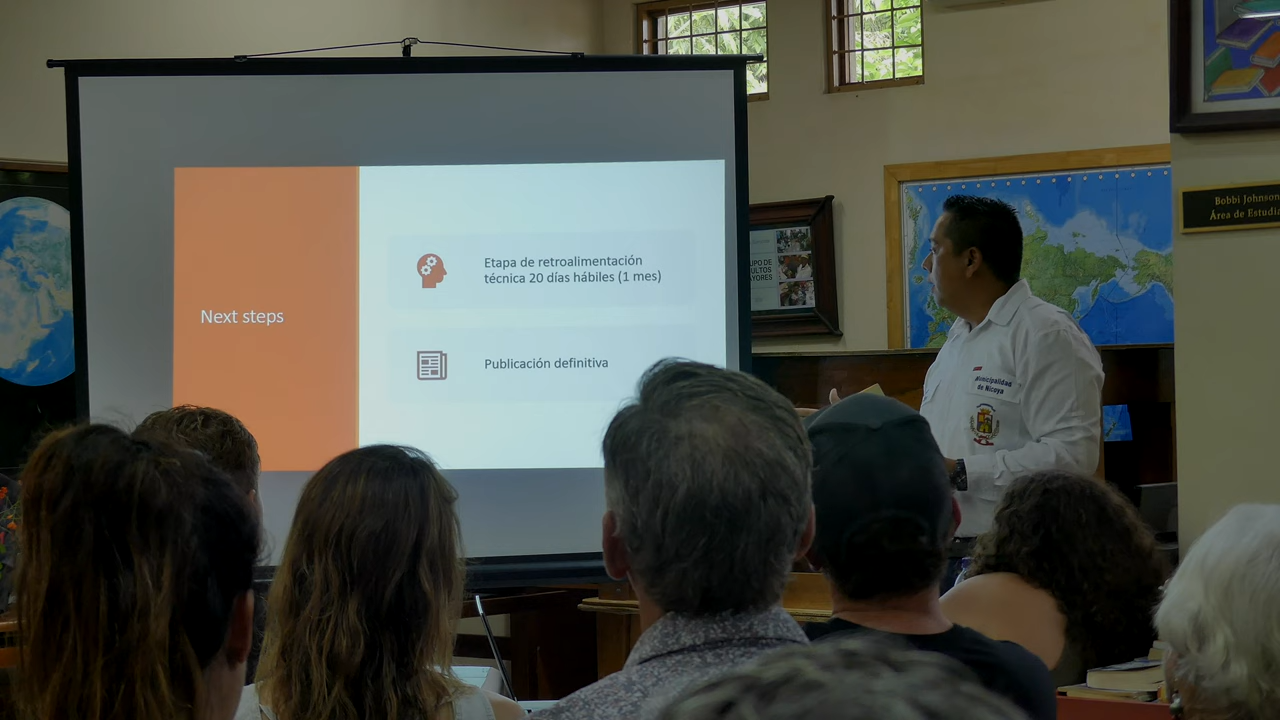 Next steps
Etapa de retroalimentación
técnica 20 días hábiles (1 mes)
Publicación definitiva
Municipalidad
de Nicoya
Bobbi Johnson
Área de Estudi